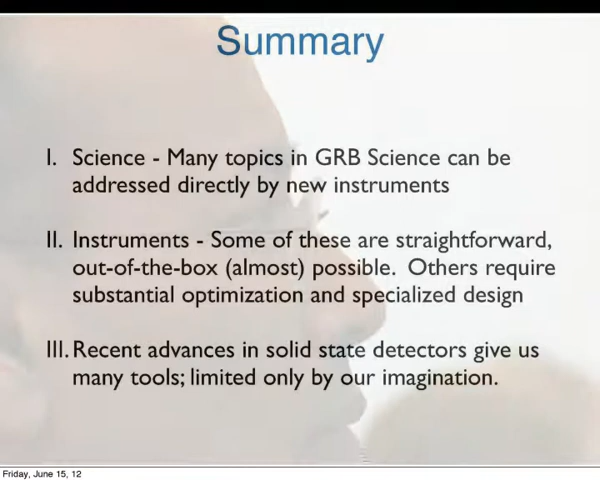 Summary
I. Science - Many topics in GRB Science can be
addressed directly by new instruments
II. Instruments - Some of these are straightforward,
out-of-the-box (almost) possible. Others require
substantial optimization and specialized design
III. Recent advances in solid state detectors give us
many tools; limited only by our imagination.
Friday, June 15, 12